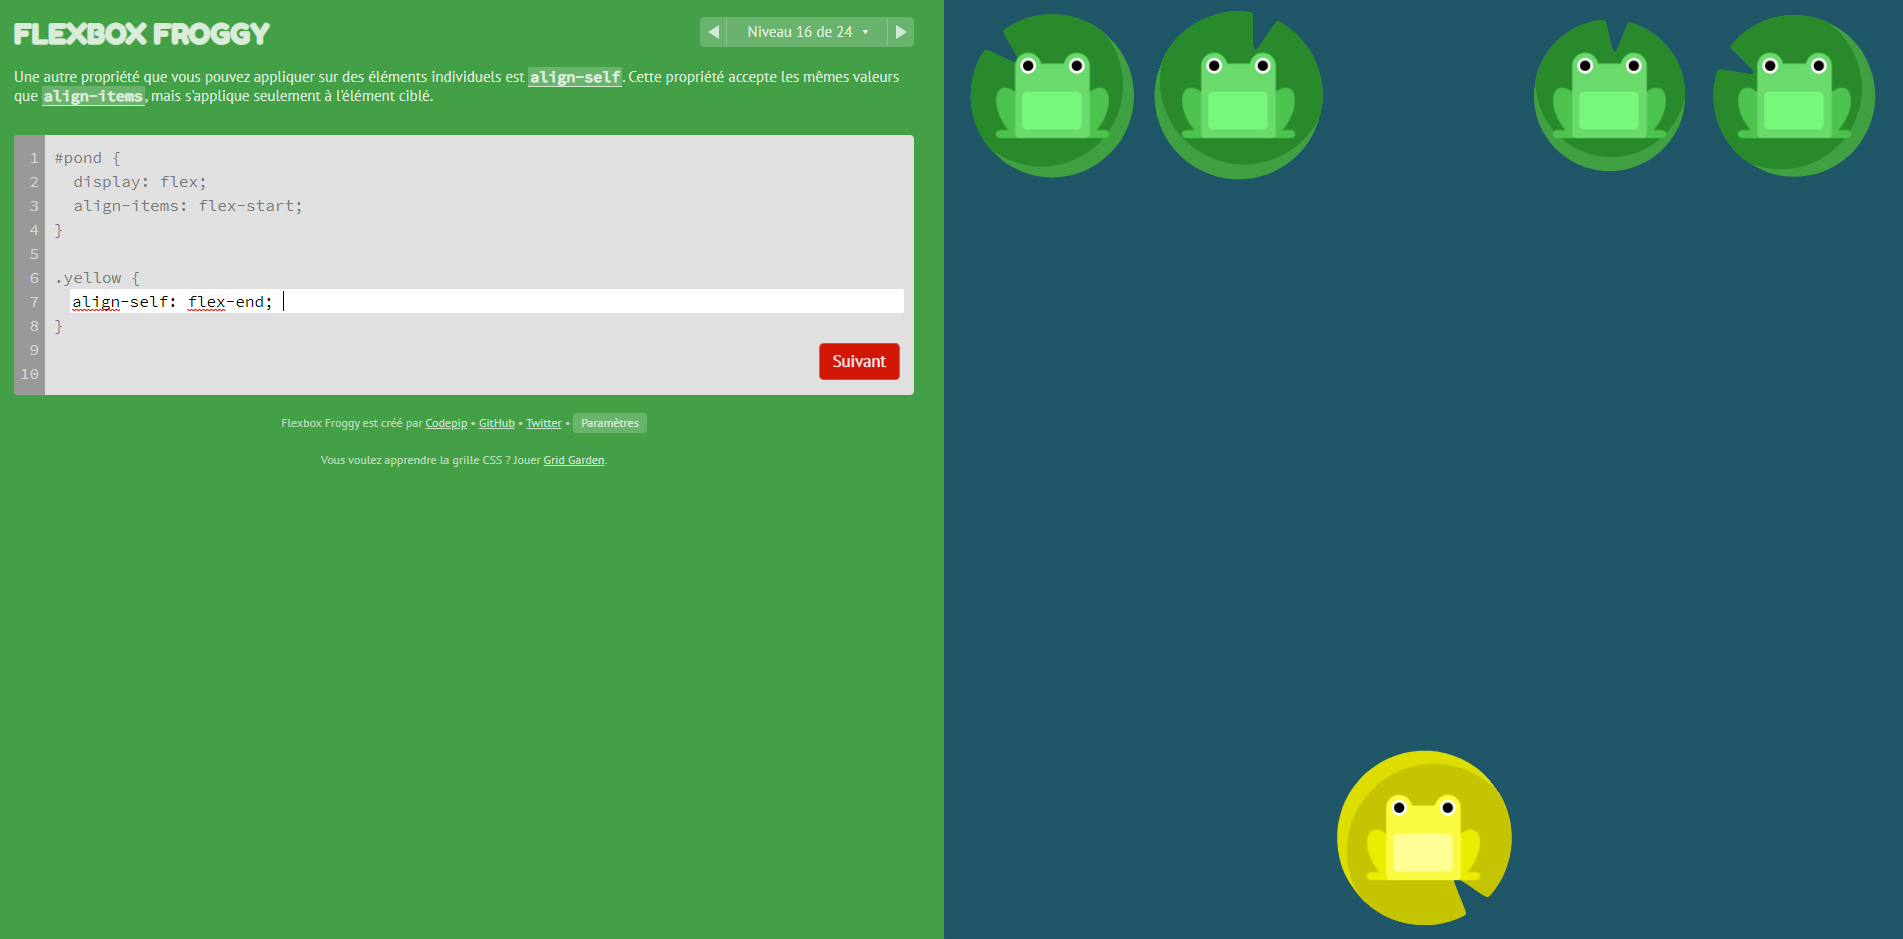 FLEXBOX FROGGY
◀ Niveau 16 de 24 ▾ ▶
Une autre propriété que vous pouvez appliquer sur des éléments individuels est align-self. Cette propriété accepte les mêmes valeurs
que align-items, mais s'applique seulement à l'élément ciblé.
1 #pond {
2   display: flex;
3   align-items: flex-start;
4 }
5
6 .yellow {
7   align-self: flex-end;
8 }
9
10
Suivant
Flexbox Froggy est créé par Codepip • GitHub • Twitter • Paramètres
Vous voulez apprendre la grille CSS ? Jouer Grid Garden.